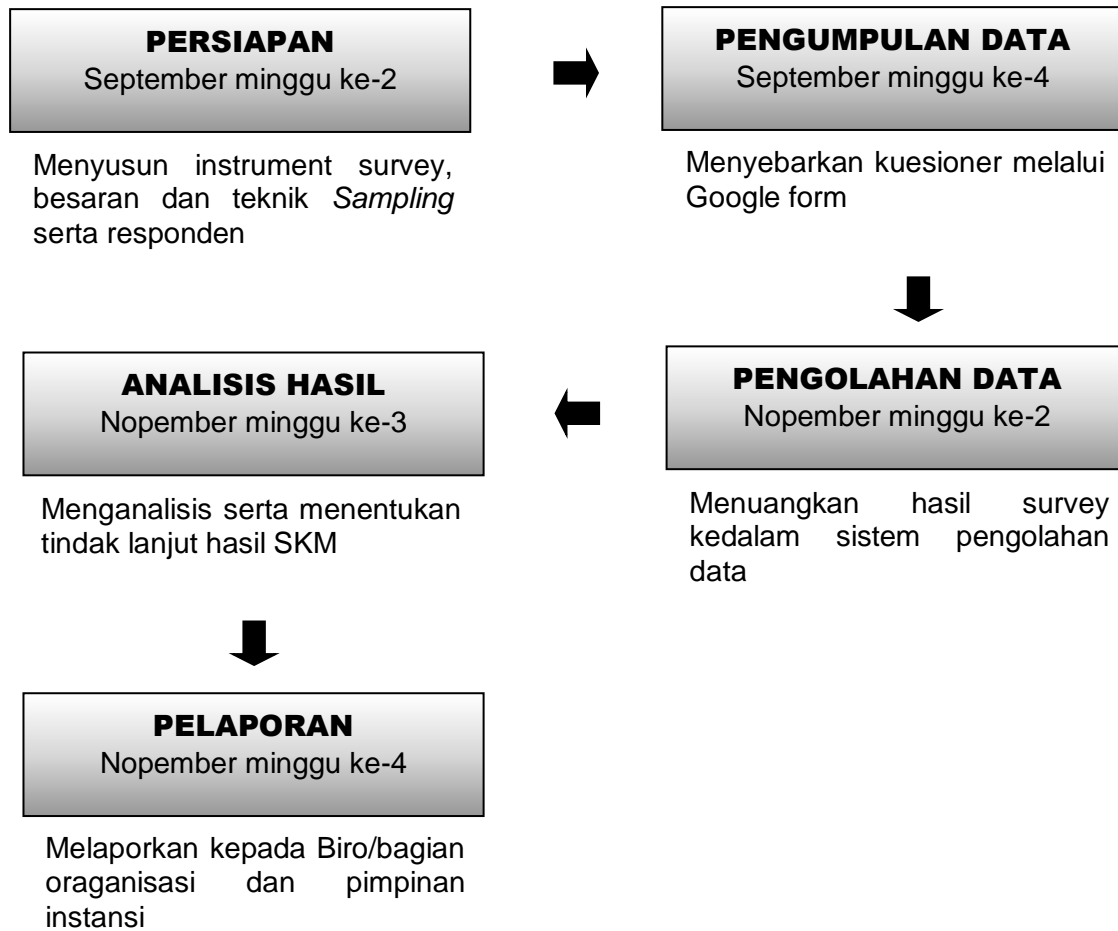 PERSIAPAN
September minggu ke-2
Menyusun instrument survey,
besaran dan teknik Sampling
serta responden
PENGUMPULAN DATA
September minggu ke-4
Menyebarkan kuesioner melalui
Google form
PENGOLAHAN DATA
Nopember minggu ke-2
Menuangkan hasil survey
kedalam sistem pengolahan
data
ANALISIS HASIL
Nopember minggu ke-3
Menganalisis serta menentukan
tindak lanjut hasil SKM
PELAPORAN
Nopember minggu ke-4
Melaporkan kepada Biro/bagian
oraganisasi dan pimpinan
instansi